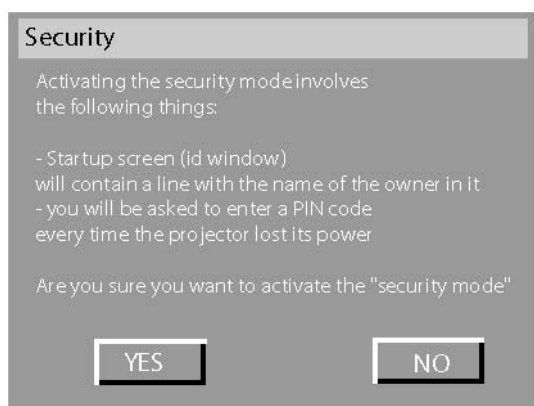 Security
Activating the security mode involves
the following things:
- Startup screen (id window)
will contain a line with the name of the owner in it
- you will be asked to enter a PIN code
every time the projector lost its power
Are you sure you want to activate the "security mode"
YES
NO